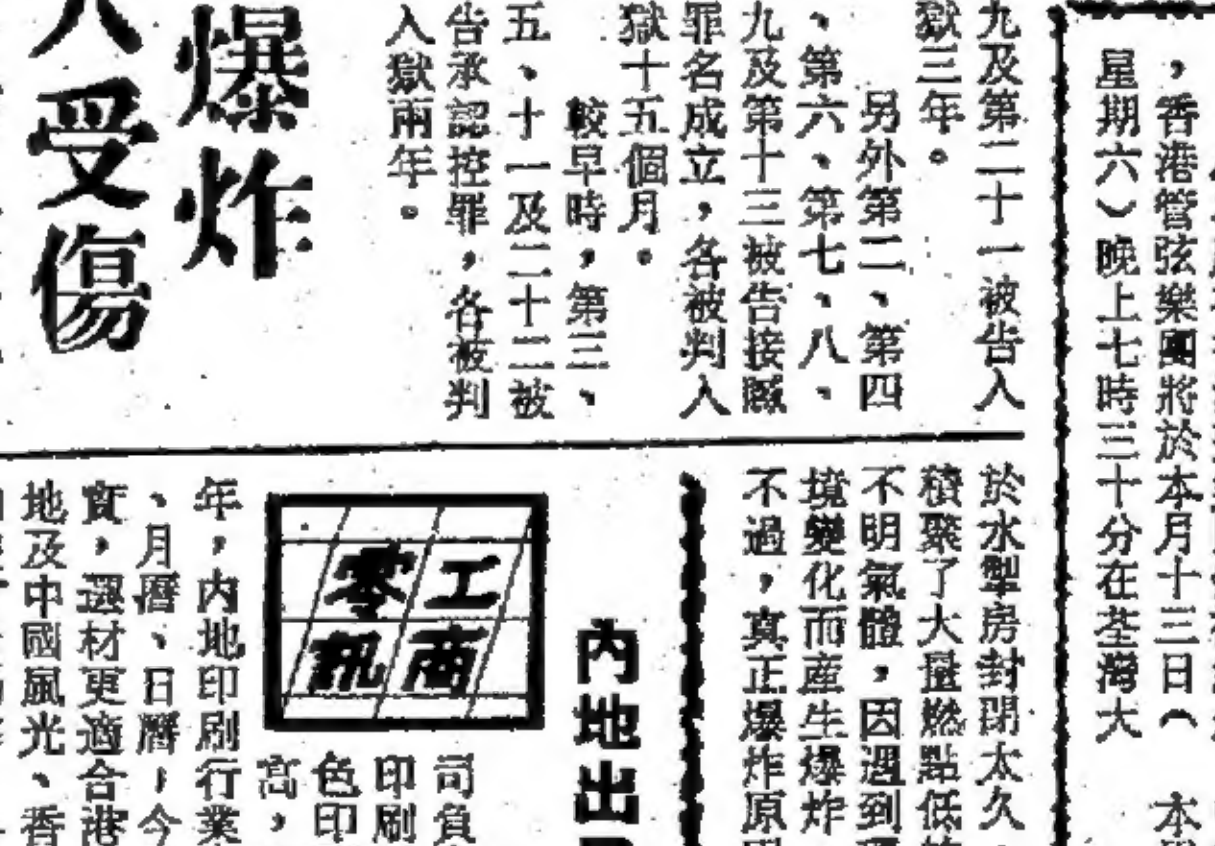 ，香港管弦樂團將於本月十三日（
星期六）晚上七時三十分在荃灣大
九及第二十一被告入
獄三年。
另外第二、第四
、第六、第七、八、
九及第十三被告接賍
罪名成立，各被判入
獄十五個月。
較早時，第三、
五、十一及二十二被
告承認控罪，各被判
入獄兩年。
爆炸
人受傷
於水掣房封閉太久，
積聚了大量燃點低的
不明氣體，因遇到環
境變化而產生爆炸
不過，真正爆炸原因
內地出
工商
零訊
司負
印刷
色印
高，
年，內地印刷行業
、月曆、日曆，今
實，選材更適合港
地及中國風光、香